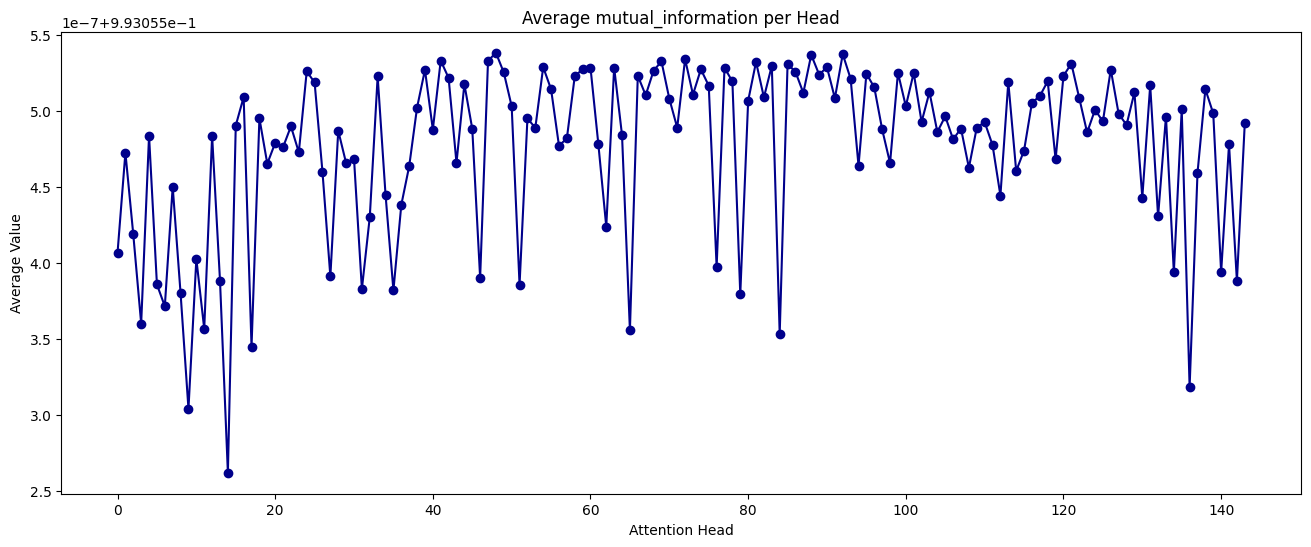 Average mutual_information per Head
1e−7+9.93055e−1
5.5
5.0
4.5
4.0
3.5
3.0
2.5
Average Value
0 20 40 60 80 100 120 140
Attention Head